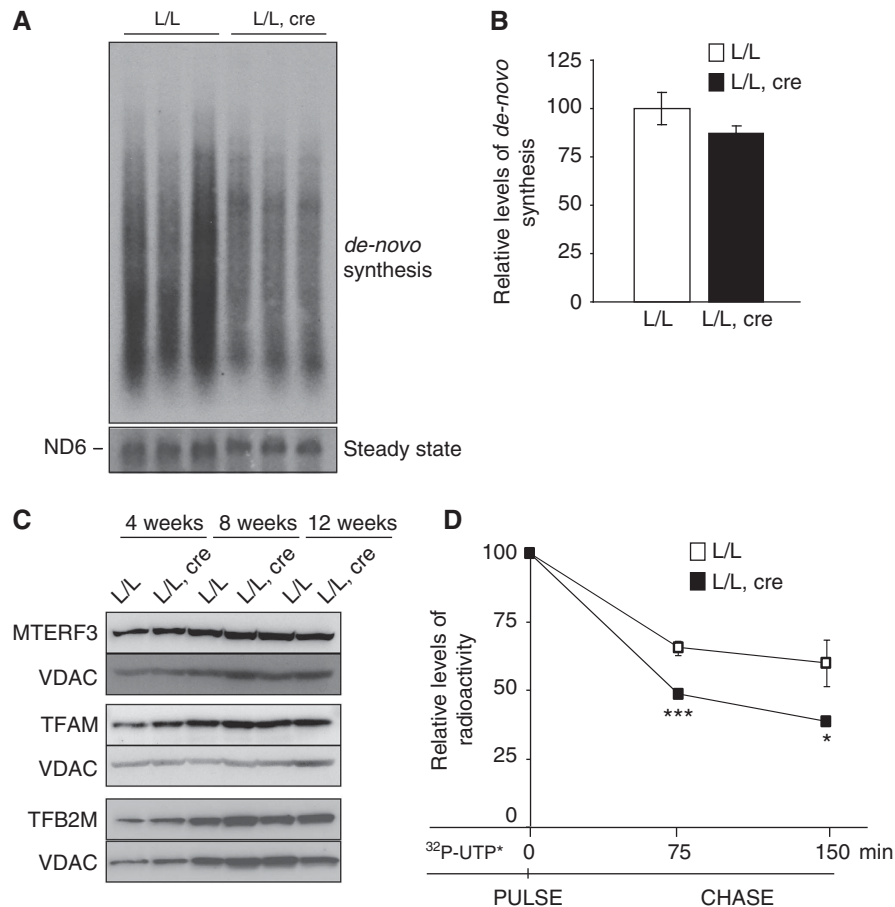 A
L/L
L/L, cre
de-novo
synthesis
ND6 –
Steady state
B
L/L
L/L, cre
Relative levels of de-novo
synthesis
125
100
75
50
25
0
L/L
L/L, cre
C
4 weeks
8 weeks
12 weeks
L/L
L/L, cre
L/L
L/L, cre
L/L
L/L, cre
MTERF3
VDAC
TFAM
VDAC
TFB2M
VDAC
D
L/L
L/L, cre
Relative levels of
radioactivity
100
75
50
25
0
***
*
³²P-UTP* 0 75 150 min
PULSE CHASE